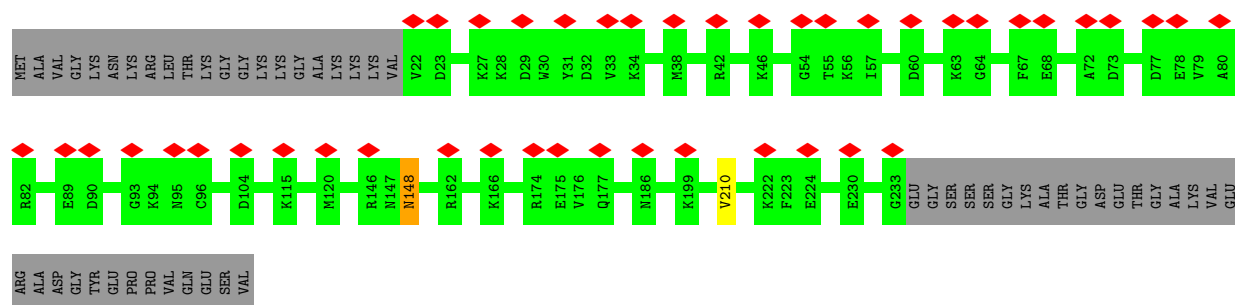 MET ALA VAL GLY LYS ASN LYS ARG LEU THR LYS GLY GLY LYS LYS GLY ALA LYS LYS LYS VAL V22 D23 K27 K28 D29 W30 Y31 D32 V33 K34 M38 R42 K46 G54 T55 K56 I57 D60 K63 G64 F67 E68 A72 D73 D77 E78 V79 A80
R82 E89 D90 G93 K94 N95 C96 D104 K115 M120 R146 N147 N148 R162 K166 R174 E175 V176 Q177 N186 K199 V210 K222 F223 E224 E230 G233 GLU GLY SER SER SER GLY LYS ALA THR GLY ASP GLU THR GLY ALA LYS VAL GLU
ARG ALA ASP GLY TYR GLU PRO PRO VAL GLN GLU SER VAL